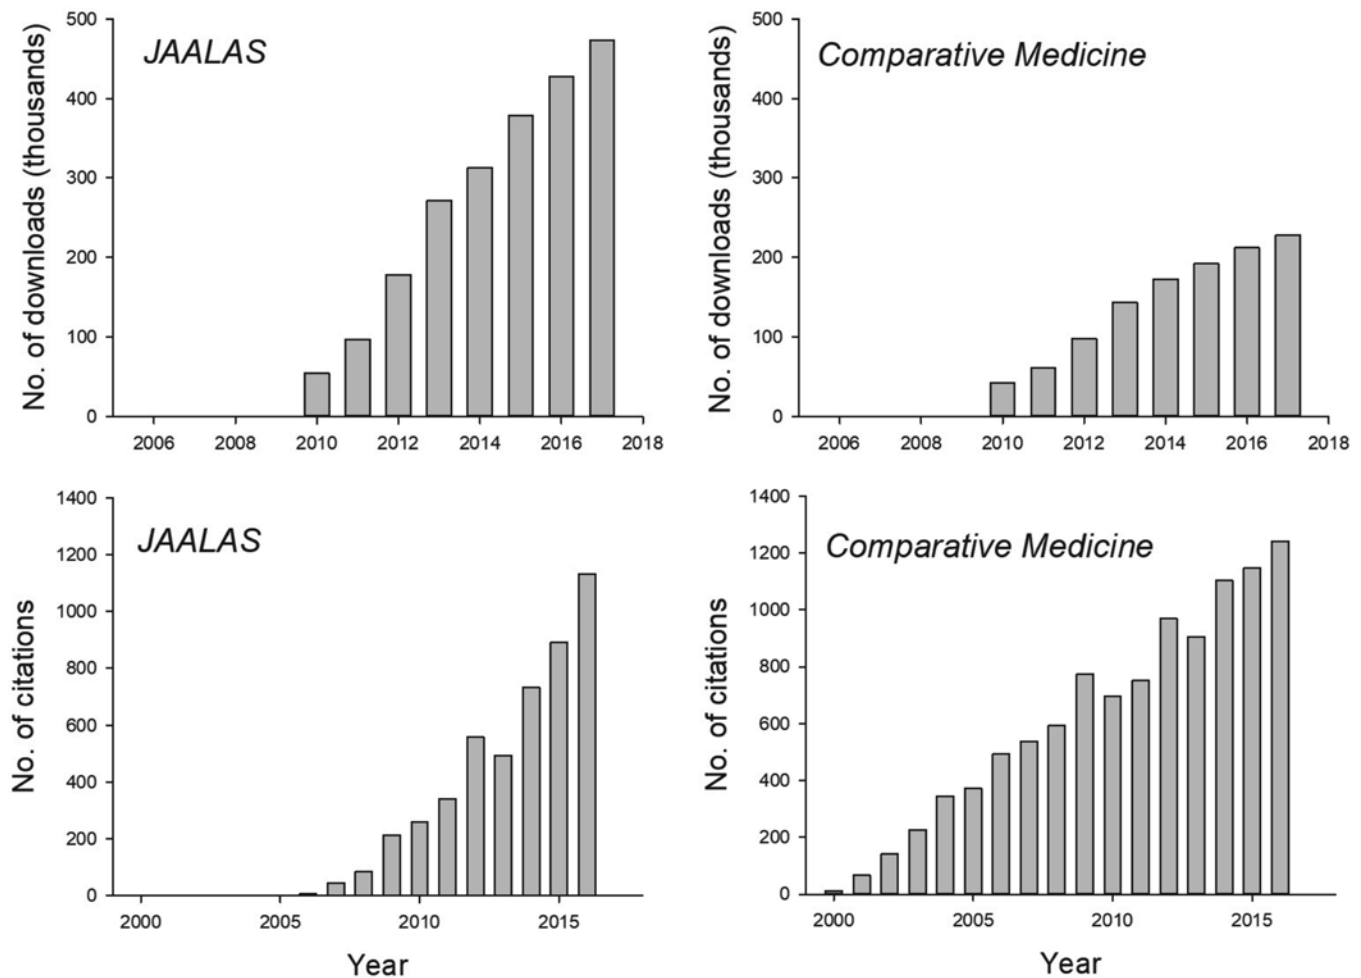 JAALAS
No. of downloads (thousands)
500
400
300
200
100
0
2006 2008 2010 2012 2014 2016 2018
Comparative Medicine
No. of downloads (thousands)
500
400
300
200
100
0
2006 2008 2010 2012 2014 2016 2018
JAALAS
No. of citations
1400
1200
1000
800
600
400
200
0
2000 2005 2010 2015
Year
Comparative Medicine
No. of citations
1400
1200
1000
800
600
400
200
0
2000 2005 2010 2015
Year